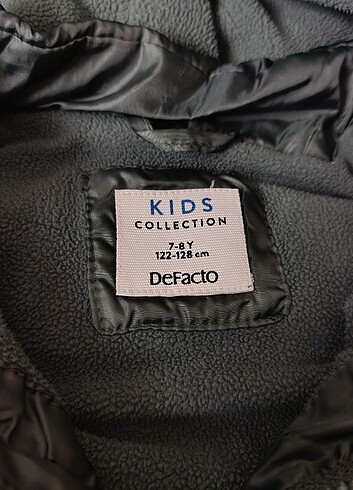 KIDS
COLLECTION
7-8 Y
122-128 cm
DeFacto